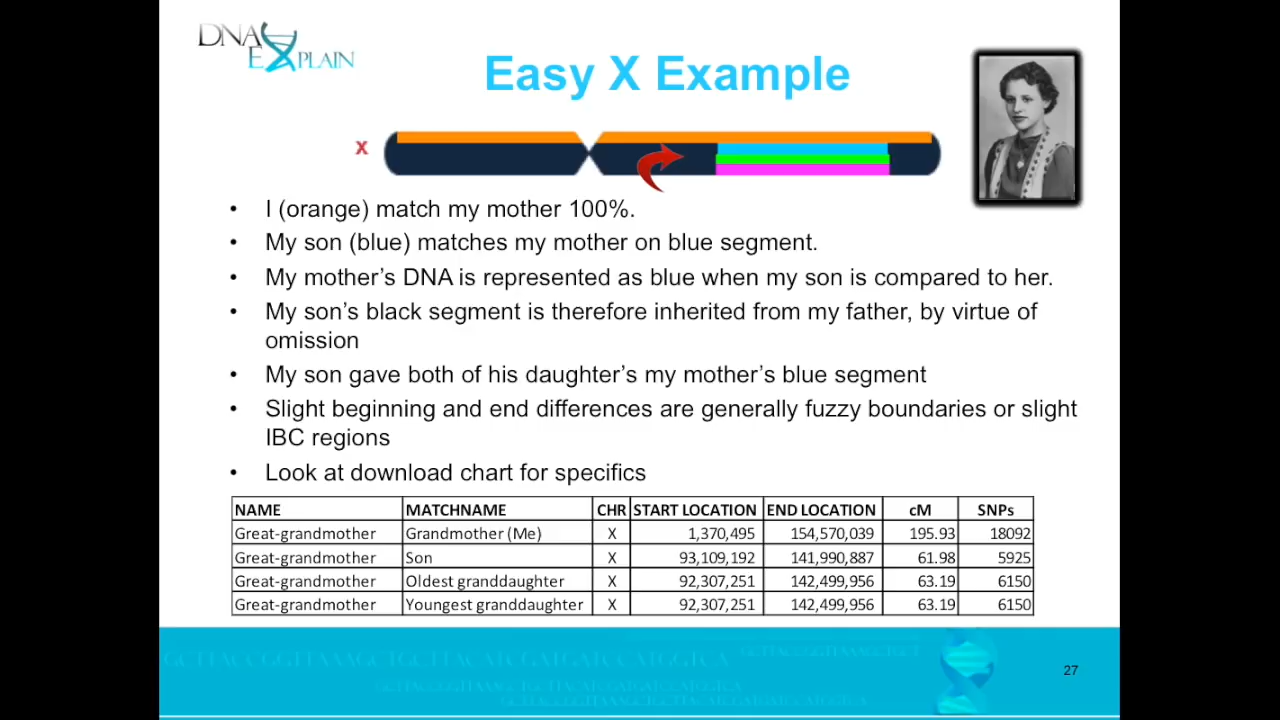 DNA
EXPLAIN
Easy X Example
X
• I (orange) match my mother 100%.
• My son (blue) matches my mother on blue segment.
• My mother’s DNA is represented as blue when my son is compared to her.
• My son’s black segment is therefore inherited from my father, by virtue of
omission
• My son gave both of his daughter’s my mother’s blue segment
• Slight beginning and end differences are generally fuzzy boundaries or slight
IBC regions
• Look at download chart for specifics
NAME MATCHNAME CHR START LOCATION END LOCATION cM SNPs
Great-grandmother Grandmother (Me) X 1,370,495 154,570,039 195.93 18092
Great-grandmother Son X 93,109,192 141,990,887 61.98 5925
Great-grandmother Oldest granddaughter X 92,307,251 142,499,956 63.19 6150
Great-grandmother Youngest granddaughter X 92,307,251 142,499,956 63.19 6150
27